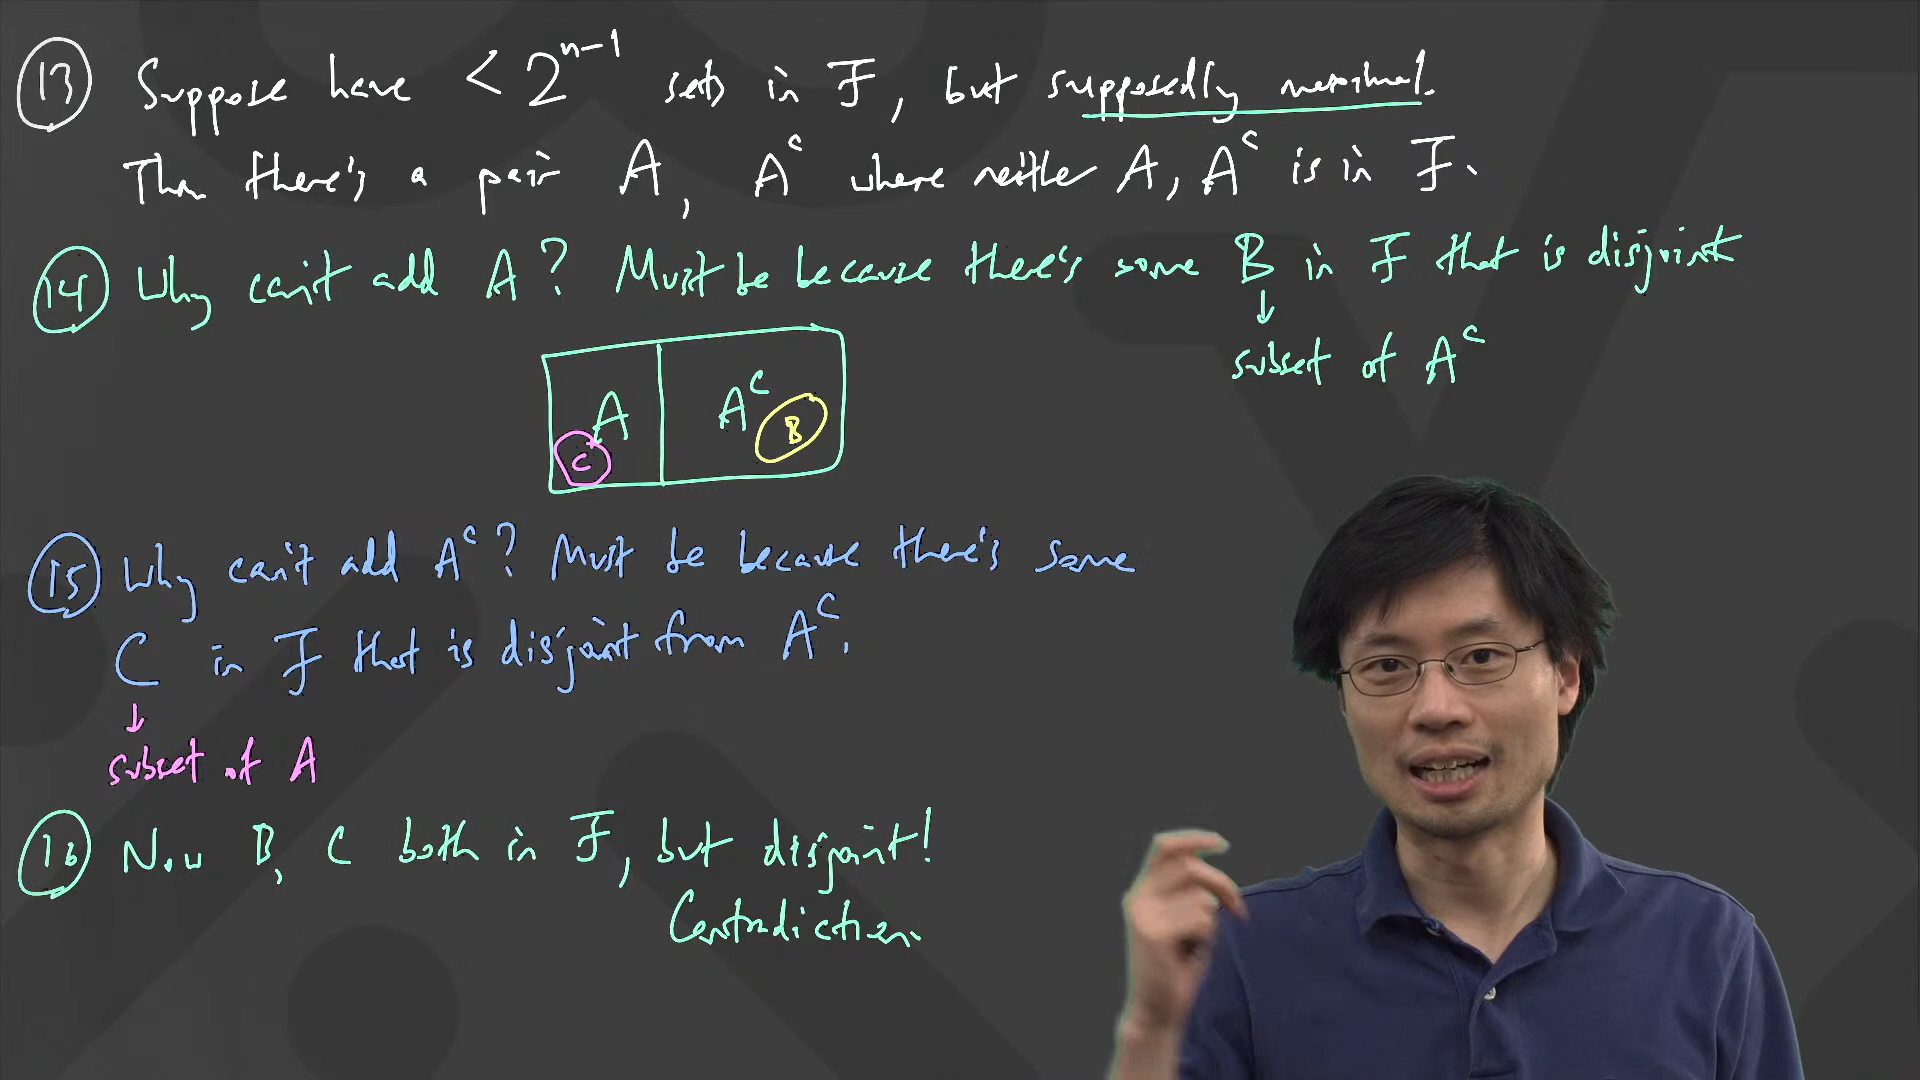 13 Suppose have < 2^{n-1} sets in F, but supposedly maximal.
Then there's a pair A, A^c where neither A, A^c is in F.
14 Why can't add A? Must be because there's some B in F that is disjoint
↓
subset of A^c
A A^c
C B
15 Why can't add A^c? Must be because there's some
C in F that is disjoint from A^c.
↓
subset of A
16 Now B, C both in F, but disjoint!
Contradiction.